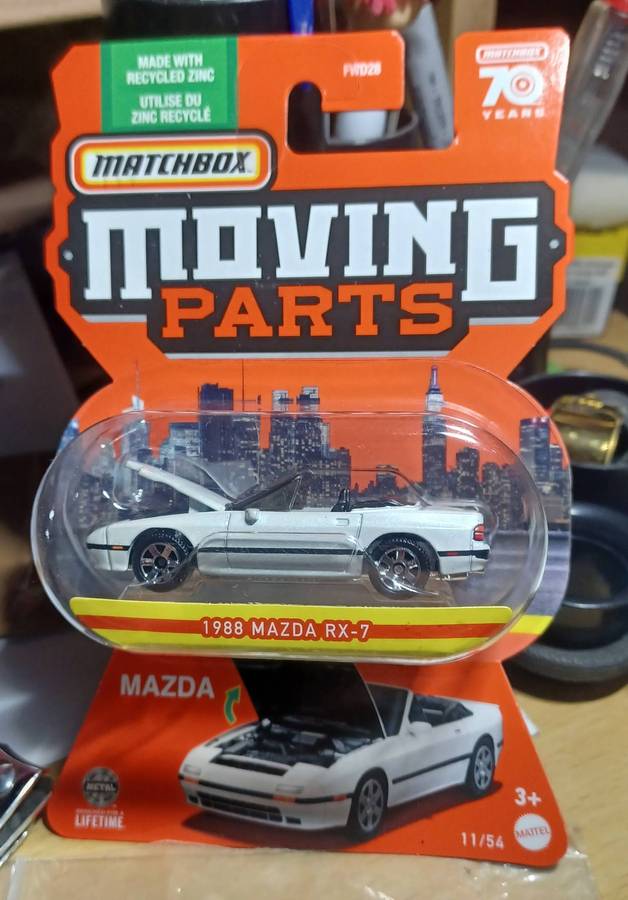 MADE WITH
RECYCLED ZINC
UTILISE DU
ZINC RECYCLÉ
FWD28
MATCHBOX
70
YEARS
MATCHBOX
MOVING
PARTS
1988 MAZDA RX-7
MAZDA
METAL
LIFETIME
3+
11/54
MATTEL